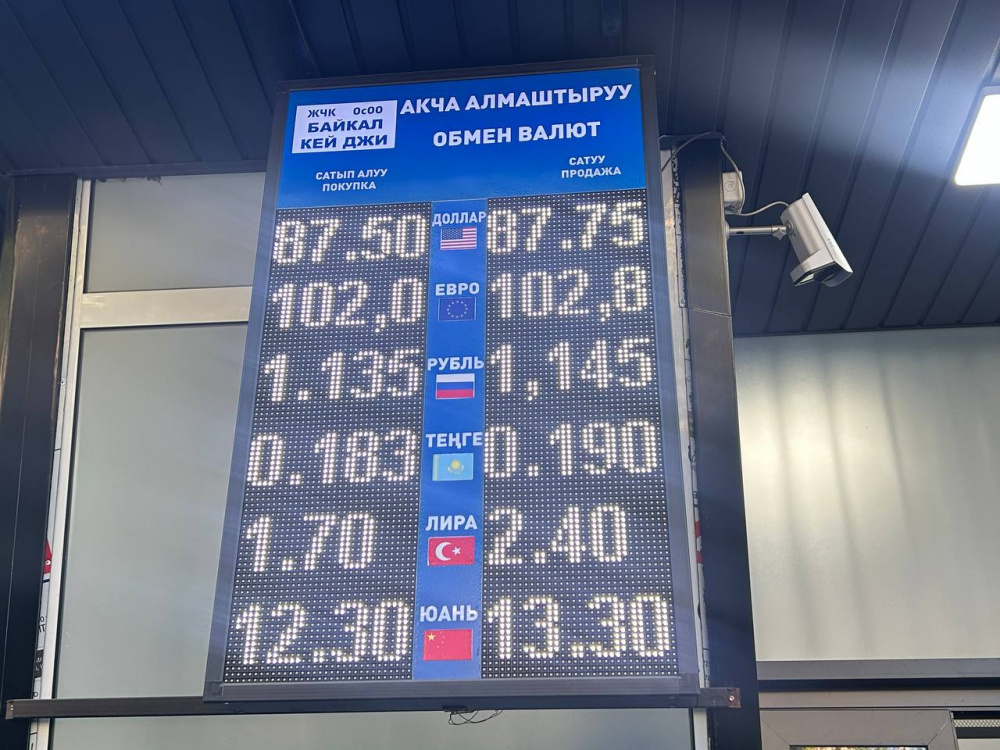 ЖЧК ОсОО
БАЙКАЛ
КЕЙ ДЖИ
АКЧА АЛМАШТЫРУУ
ОБМЕН ВАЛЮТ
САТЫП АЛУУ
ПОКУПКА
САТУУ
ПРОДАЖА
87.50 ДОЛЛАР 87.75
102,0 ЕВРО 102,8
1.135 РУБЛЬ 1,145
0.183 ТЕҢГЕ 0.190
1.70 ЛИРА 2.40
12.30 ЮАНЬ 13.30